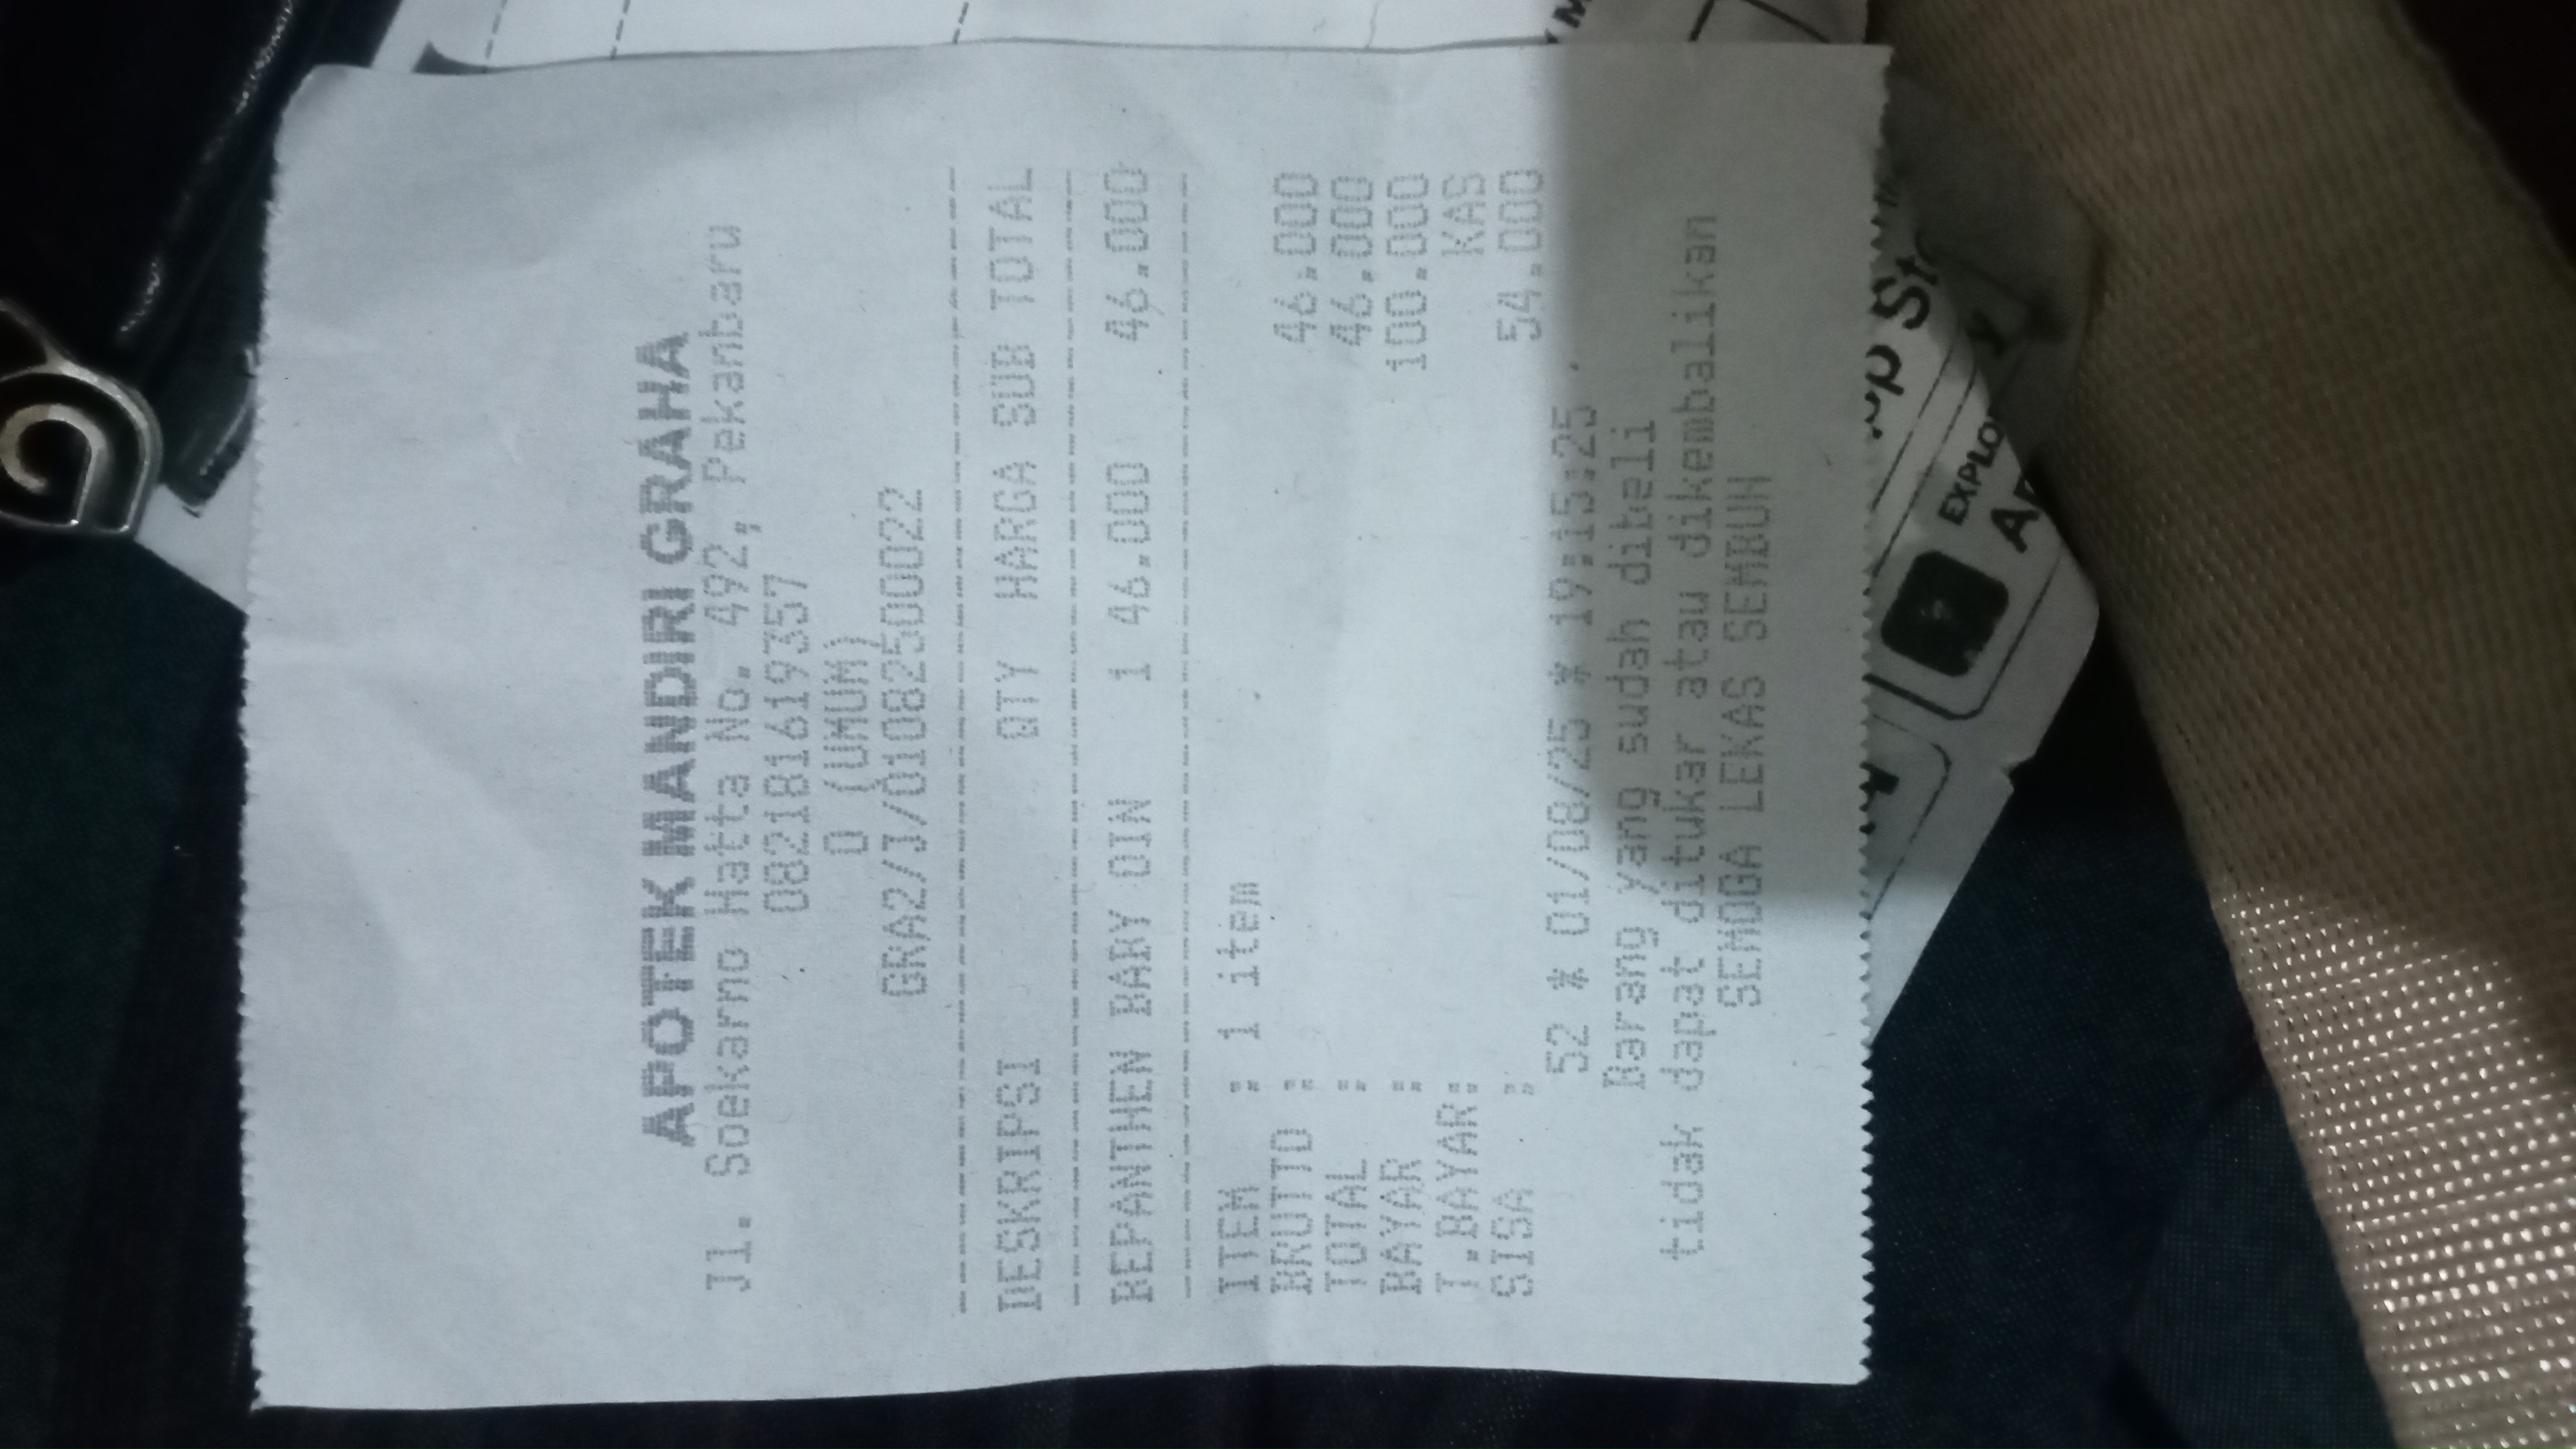 APOTEK MANDIRI GRAHA
Jl. Soekarno Hatta No. 492, Pekanbaru
082181619357
0 (UMUM)
GRA2/J/01082500022
DESKRIPSI QTY HARGA SUB TOTAL
BEPANTHEN BABY OIN 1 46.000 46.000
ITEM : 1 item
BRUTTO : 46.000
TOTAL : 46.000
BAYAR : 100.000
T.BAYAR: KAS
SISA : 54.000
52 * 01/08/25 * 19:15:25
Barang yang sudah dibeli
tidak dapat ditukar atau dikembalikan
SEMOGA LEKAS SEMBUH
EXPLO